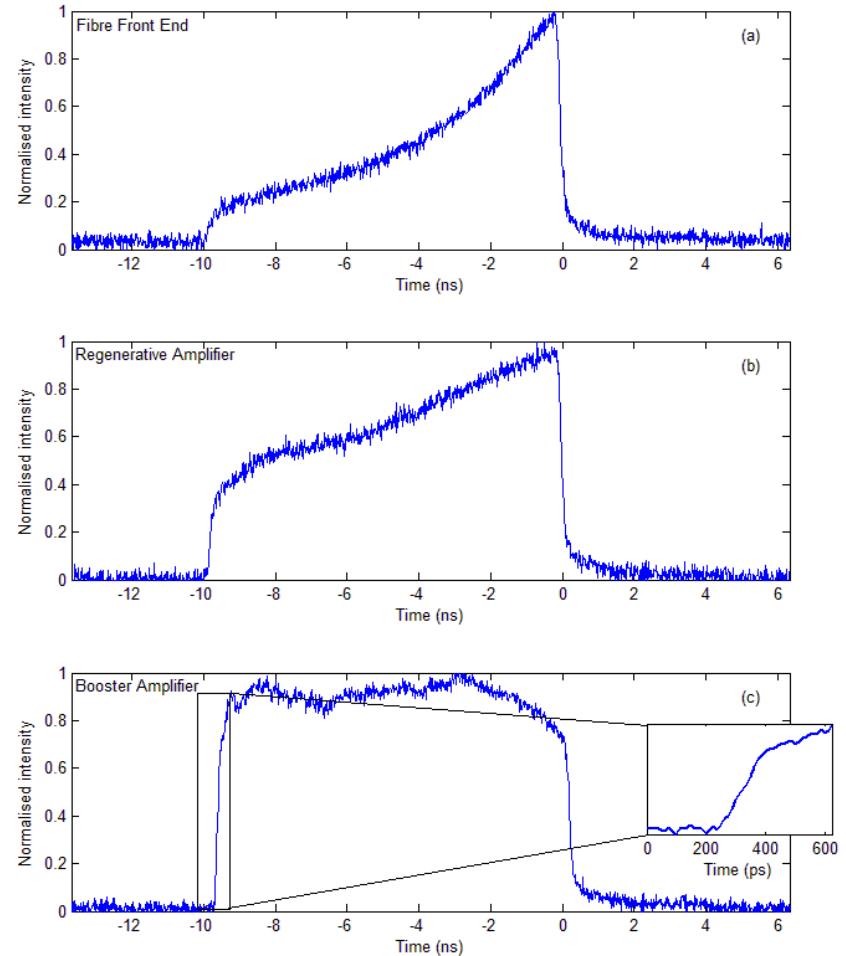 Fibre Front End
(a)
Normalised intensity
1
0.8
0.6
0.4
0.2
0
-12 -10 -8 -6 -4 -2 0 2 4 6
Time (ns)
Regenerative Amplifier
(b)
Normalised intensity
1
0.8
0.6
0.4
0.2
0
-12 -10 -8 -6 -4 -2 0 2 4 6
Time (ns)
Booster Amplifier
(c)
Normalised intensity
1
0.8
0.6
0.4
0.2
0
0 200 400 600
Time (ps)
-12 -10 -8 -6 -4 -2 0 2 4 6
Time (ns)